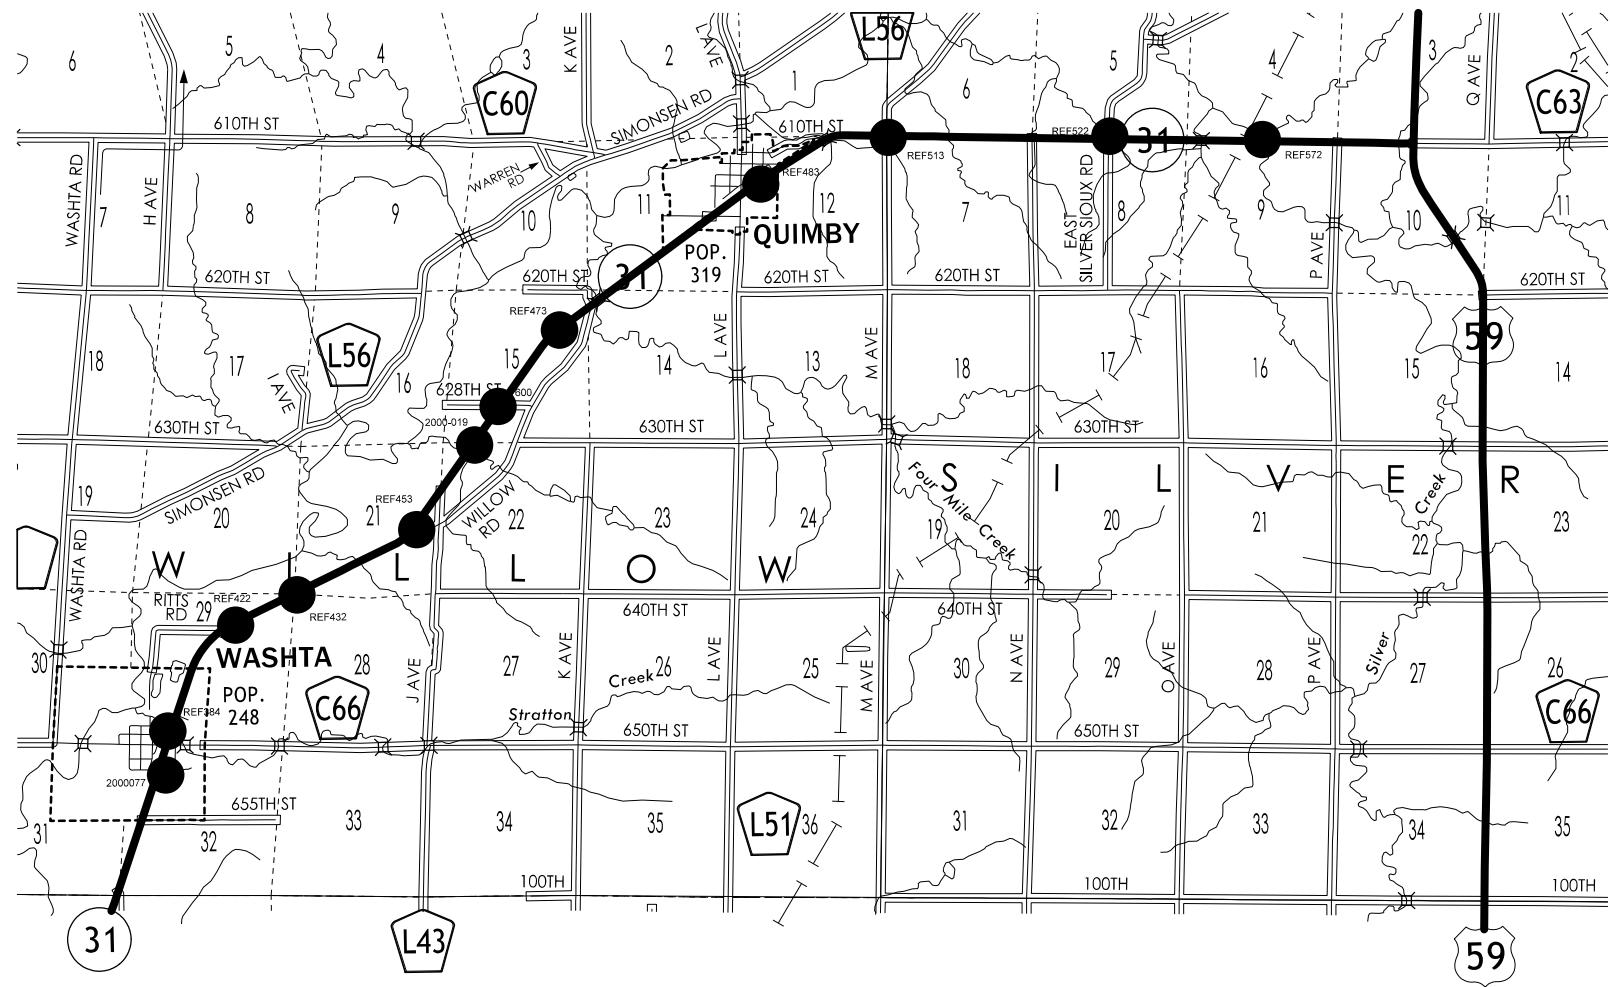 L56
6
5
4
3
K AVE
2
L AVE
1
6
5
4
3
Q AVE
2
C60
C63
610TH ST
SIMONSEN RD
610TH ST
REF522
31
REF513
REF572
WASHTA RD
H AVE
WARREN
RD
REF483
7
8
9
10
11
12
7
EAST
SILVER SIOUX RD
8
9
10
11
QUIMBY
POP.
319
P AVE
620TH ST
620TH ST
31
620TH ST
620TH ST
620TH ST
REF473
L56
L AVE
M AVE
59
18
17
I AVE
16
15
14
13
18
17
16
15
14
628TH ST
600
2000-019
630TH ST
630TH ST
630TH ST
SIMONSEN RD
19
20
21
REF453
WILLOW
RD
22
23
24
Four Mile Creek
19
20
21
Creek
22
23
S I L V E R
WASHTA RD
W I L L O W
RITTS
RD
29
REF422
REF432
640TH ST
640TH ST
WASHTA
POP.
248
30
28
J AVE
27
K AVE
26
L AVE
25
M AVE
30
N AVE
29
O AVE
28
P AVE
Silver
27
26
Creek
REF384
C66
Stratton
C66
650TH ST
650TH ST
2000077
655TH ST
31
32
33
34
35
L51
36
31
32
33
34
35
100TH
100TH
100TH
31
L43
59